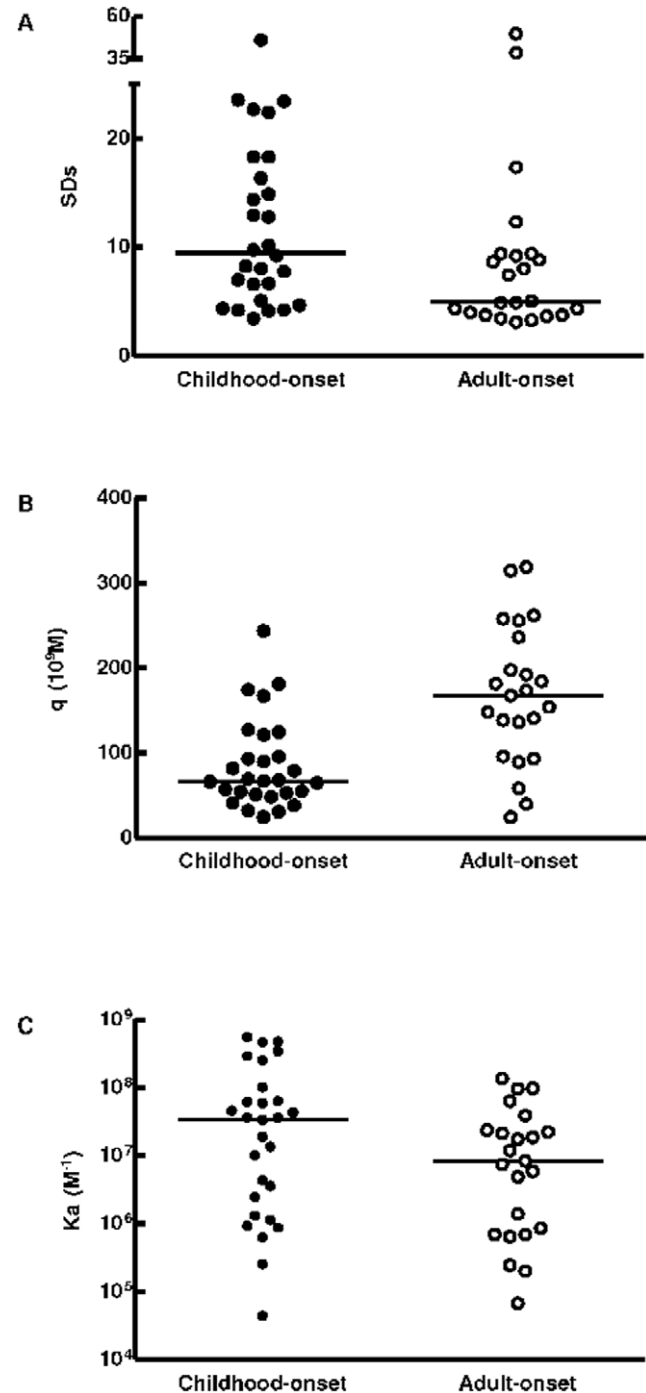 A
60
35
20
10
0
SDs
Childhood-onset Adult-onset
B
400
300
200
100
0
q (10⁹M)
Childhood-onset Adult-onset
C
10⁹
10⁸
10⁷
10⁶
10⁵
10⁴
Ka (M⁻¹)
Childhood-onset Adult-onset